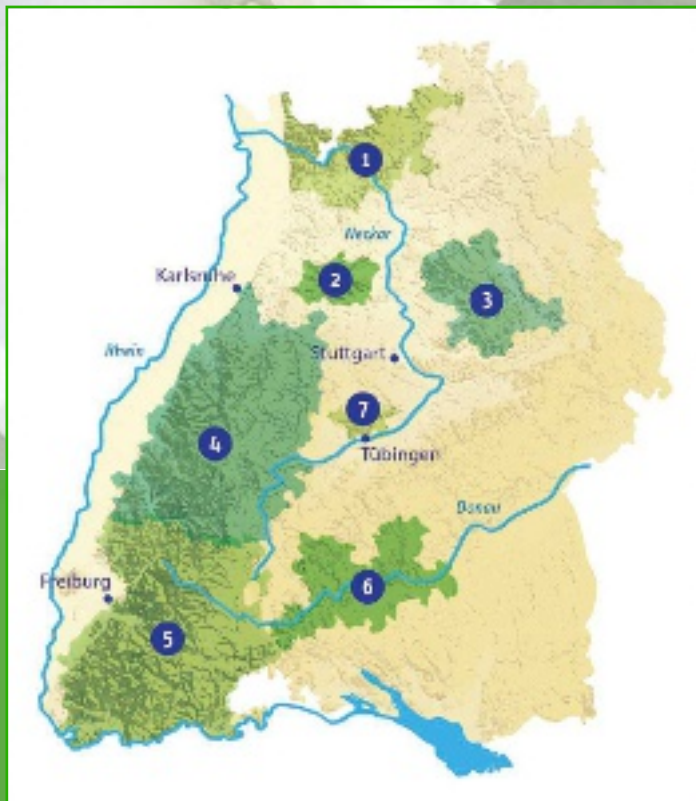 1
Neckar
2
Karlsruhe
3
Rhein
Stuttgart
7
4
Tübingen
Donau
6
Freiburg
5